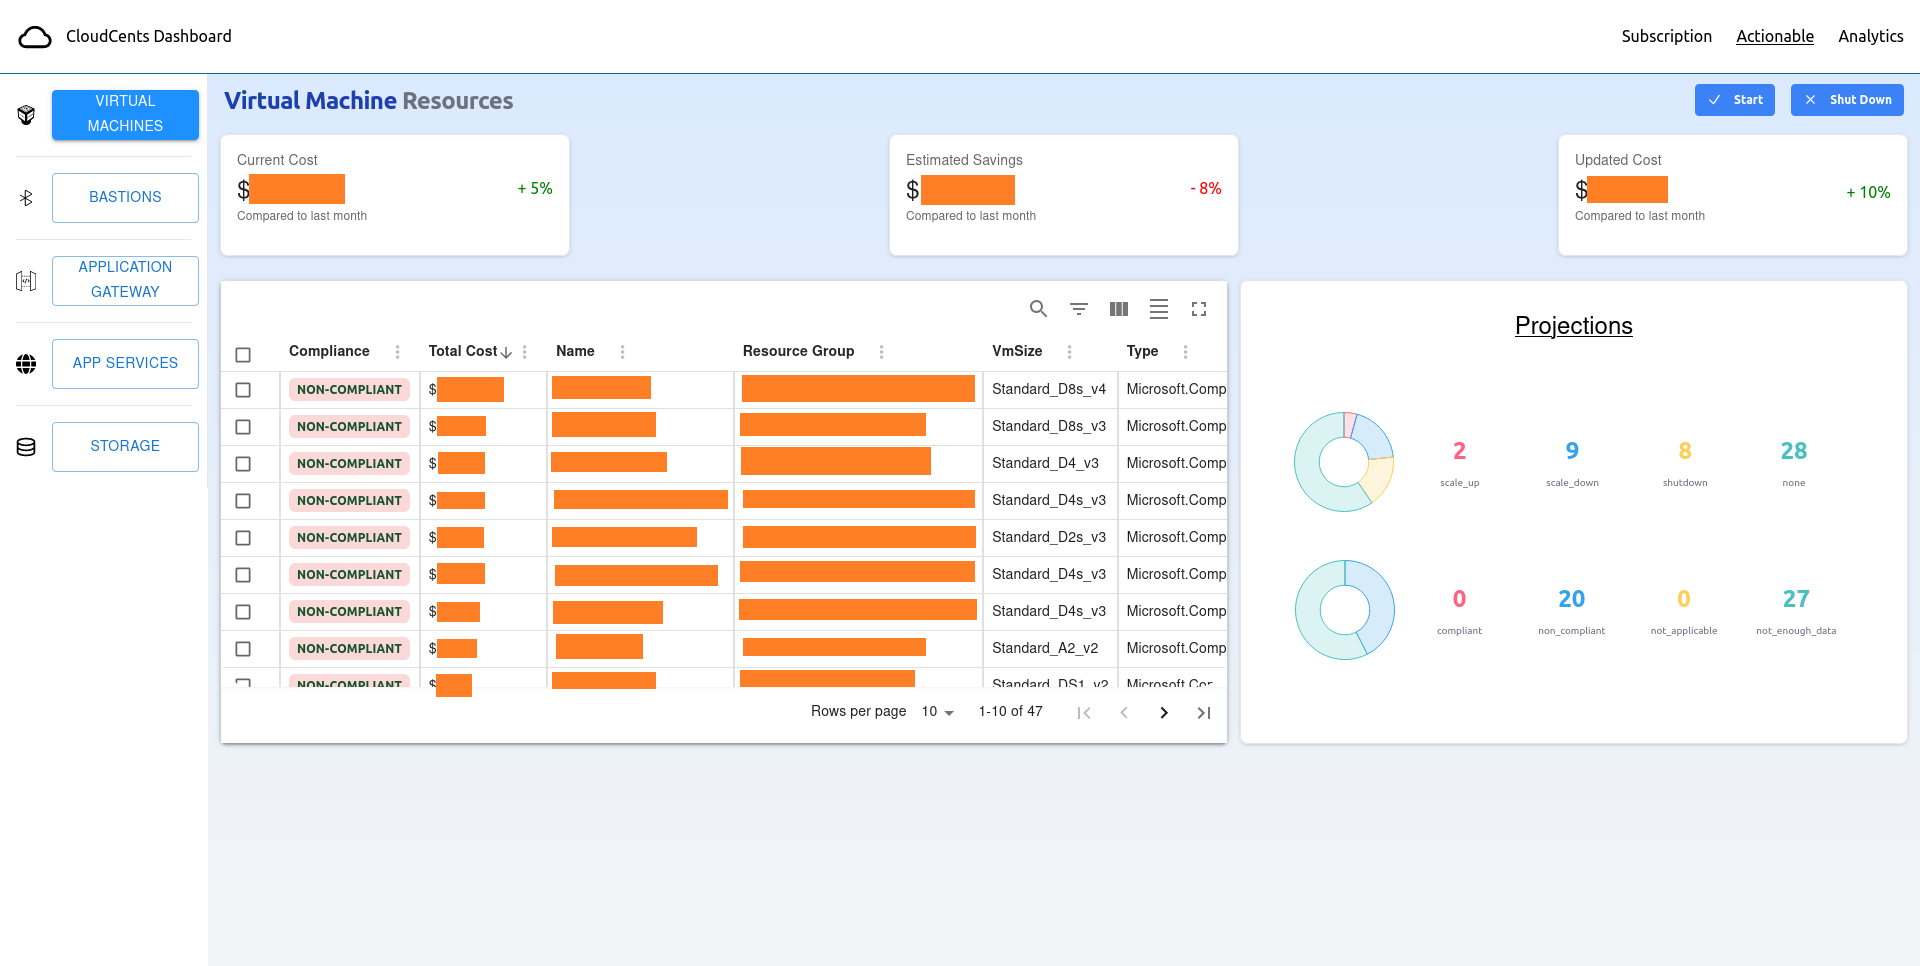 CloudCents Dashboard
Subscription Actionable Analytics
VIRTUAL
MACHINES
BASTIONS
APPLICATION
GATEWAY
APP SERVICES
STORAGE
Virtual Machine Resources
Start Shut Down
Current Cost
$
+ 5%
Compared to last month
Estimated Savings
$
- 8%
Compared to last month
Updated Cost
$
+ 10%
Compared to last month
Compliance Total Cost Name Resource Group VmSize Type
NON-COMPLIANT $ Standard_D8s_v4 Microsoft.Comp
NON-COMPLIANT $ Standard_D8s_v3 Microsoft.Comp
NON-COMPLIANT $ Standard_D4_v3 Microsoft.Comp
NON-COMPLIANT $ Standard_D4s_v3 Microsoft.Comp
NON-COMPLIANT $ Standard_D2s_v3 Microsoft.Comp
NON-COMPLIANT $ Standard_D4s_v3 Microsoft.Comp
NON-COMPLIANT $ Standard_D4s_v3 Microsoft.Comp
NON-COMPLIANT $ Standard_A2_v2 Microsoft.Comp
NON-COMPLIANT $ Standard_DS1_v2 Microsoft.Cor
Rows per page 10 1-10 of 47
Projections
2 9 8 28
scale_up scale_down shutdown none
0 20 0 27
compliant non_compliant not_applicable not_enough_data